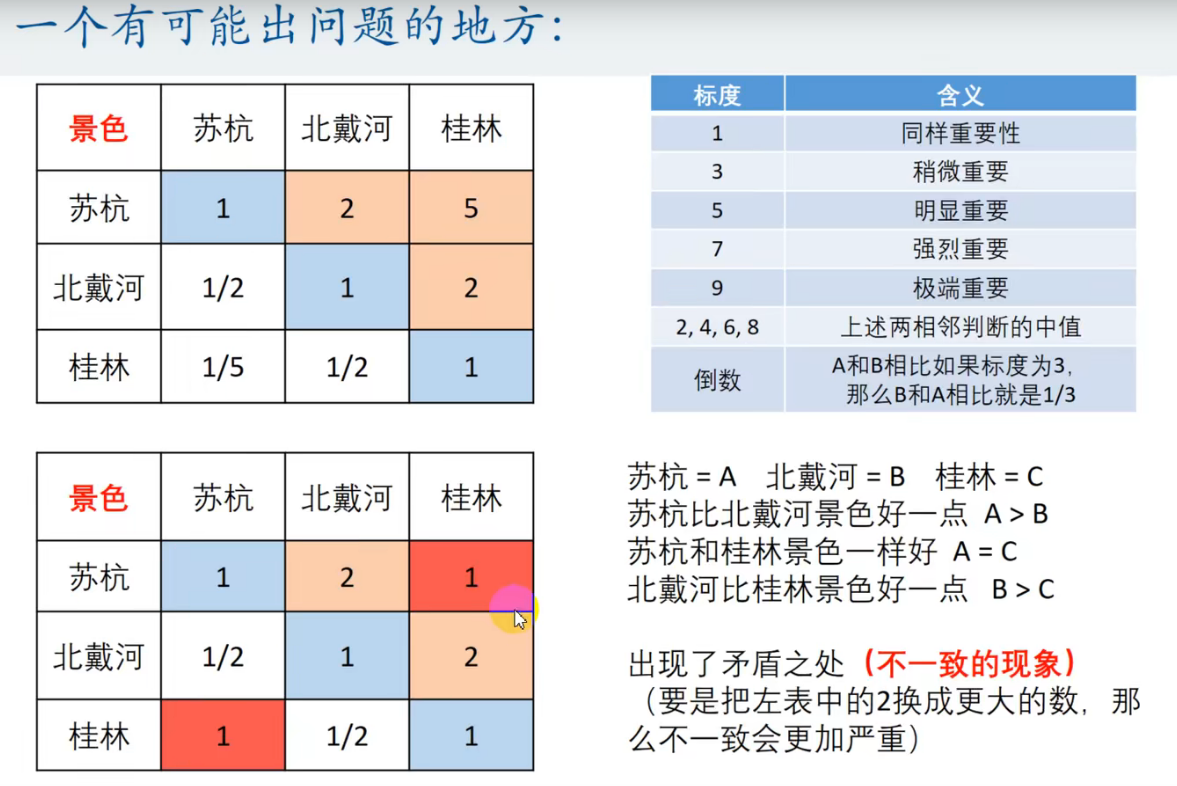 一个有可能出问题的地方：
景色 苏杭 北戴河 桂林
苏杭 1 2 5
北戴河 1/2 1 2
桂林 1/5 1/2 1
标度 含义
1 同样重要性
3 稍微重要
5 明显重要
7 强烈重要
9 极端重要
2, 4, 6, 8 上述两相邻判断的中值
倒数 A和B相比如果标度为3，
那么B和A相比就是1/3
景色 苏杭 北戴河 桂林
苏杭 1 2 1
北戴河 1/2 1 2
桂林 1 1/2 1
苏杭 = A 北戴河 = B 桂林 = C
苏杭比北戴河景色好一点 A > B
苏杭和桂林景色一样好 A = C
北戴河比桂林景色好一点 B > C
出现了矛盾之处（不一致的现象）
（要是把左表中的2换成更大的数，那
么不一致会更加严重）